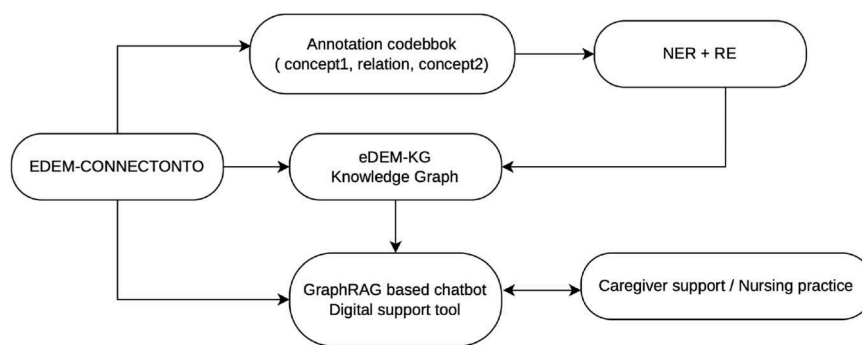 Annotation codebbok
( concept1, relation, concept2)
NER + RE
EDEM-CONNECTONTO
eDEM-KG
Knowledge Graph
GraphRAG based chatbot
Digital support tool
Caregiver support / Nursing practice